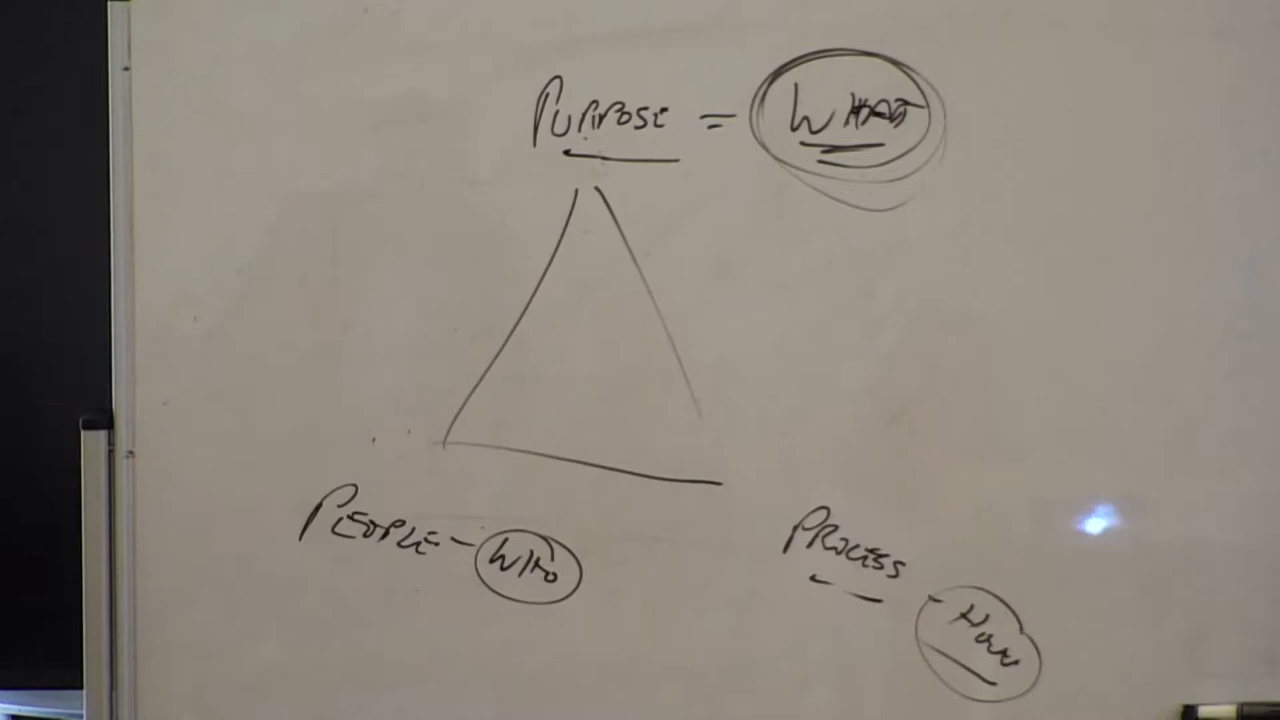 PURPOSE = WHAT
PEOPLE - WHO
PROCESS
- HOW